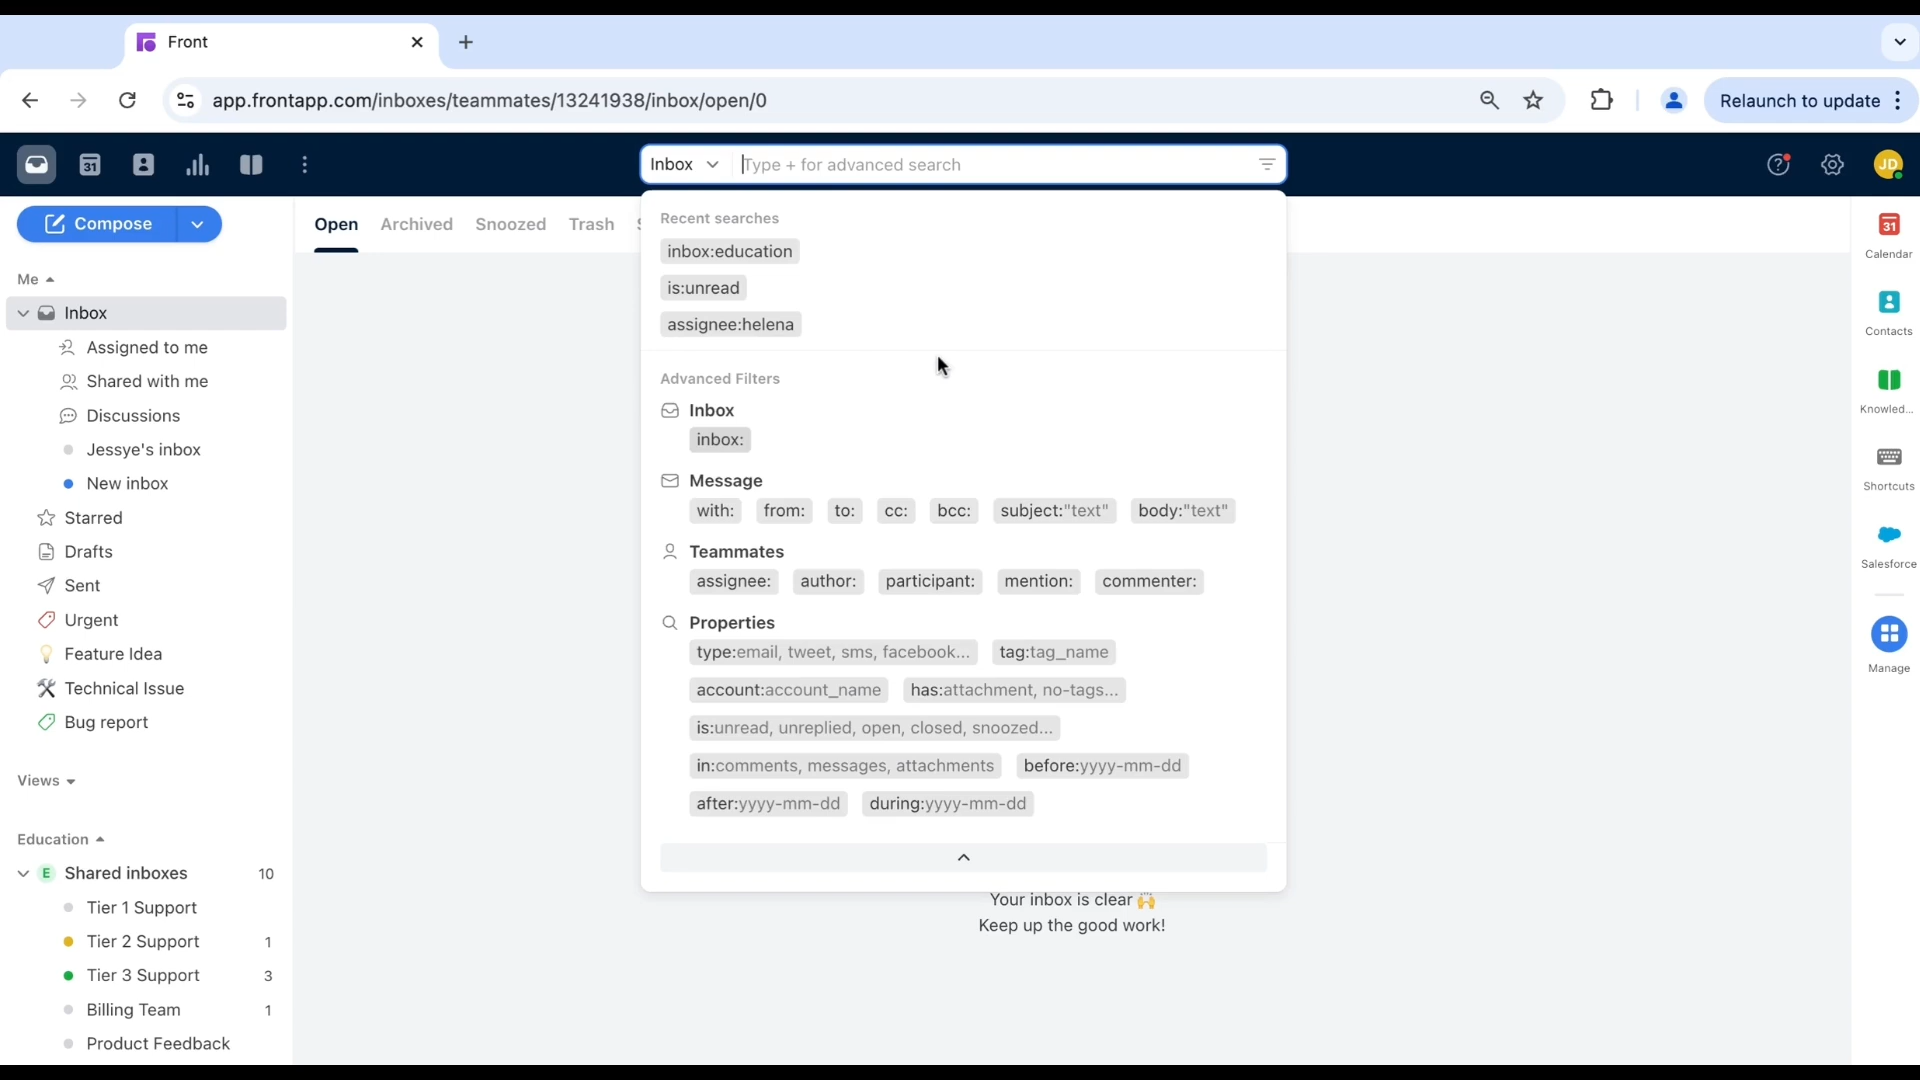 Front
app.frontapp.com/inboxes/teammates/13241938/inbox/open/0
Relaunch to update
31
Inbox
Type + for advanced search
JD
Compose
Open Archived Snoozed Trash
Me
Inbox
Assigned to me
Shared with me
Discussions
Jessye's inbox
New inbox
Starred
Drafts
Sent
Urgent
Feature Idea
Technical Issue
Bug report
Views
Education
E Shared inboxes 10
Tier 1 Support
Tier 2 Support 1
Tier 3 Support 3
Billing Team 1
Product Feedback
Recent searches
inbox:education
is:unread
assignee:helena
Advanced Filters
Inbox
inbox:
Message
with: from: to: cc: bcc: subject:"text" body:"text"
Teammates
assignee: author: participant: mention: commenter:
Properties
type:email, tweet, sms, facebook... tag:tag_name
account:account_name has:attachment, no-tags...
is:unread, unreplied, open, closed, snoozed...
in:comments, messages, attachments before:yyyy-mm-dd
after:yyyy-mm-dd during:yyyy-mm-dd
Your inbox is clear 🙌
Keep up the good work!
31
Calendar
Contacts
Knowled...
Shortcuts
Salesforce
Manage